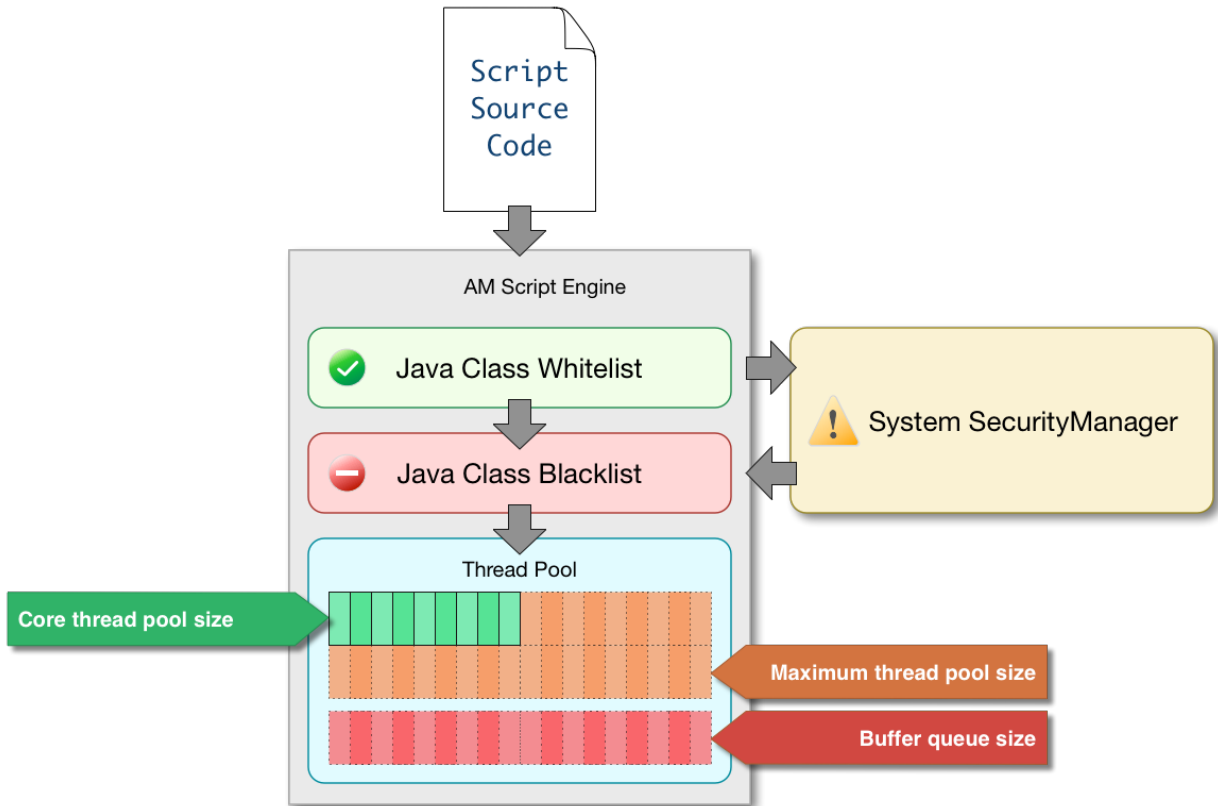 Script
Source
Code
AM Script Engine
Java Class Whitelist
System SecurityManager
Java Class Blacklist
Thread Pool
Core thread pool size
Maximum thread pool size
Buffer queue size